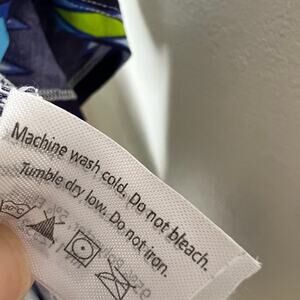 Machine wash cold. Do not bleach.
Tumble dry low. Do not iron.